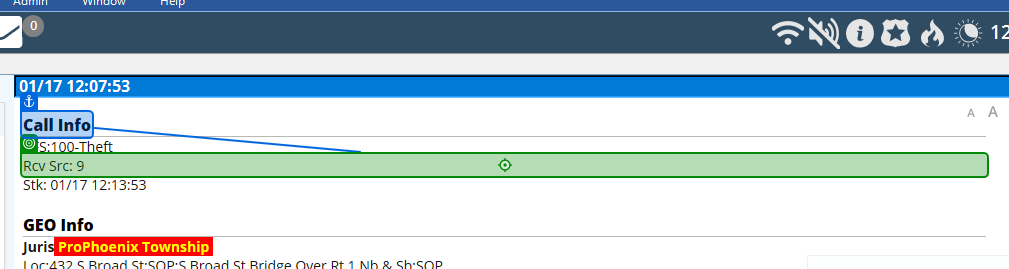 Admin Window Help
0
12
01/17 12:07:53
A A
Call Info
S:100-Theft
Rcv Src: 9
Stk: 01/17 12:13:53
GEO Info
Juris ProPhoenix Township
Loc:432 S Broad St:SOP:S Broad St Bridge Over Rt 1 Nb & Sb:SOP